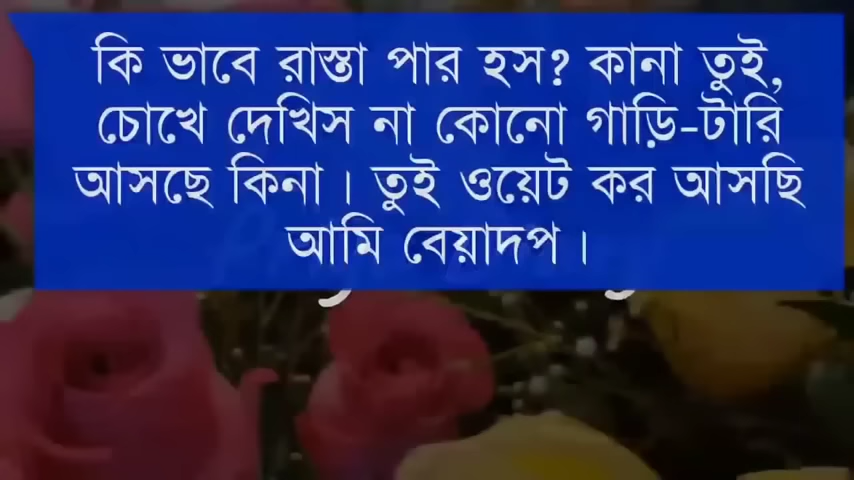 কি ভাবে রাস্তা পার হস? কানা তুই,
চোখে দেখিস না কোনো গাড়ি-টারি
আসছে কিনা। তুই ওয়েট কর আসছি
আমি বেয়াদপ।